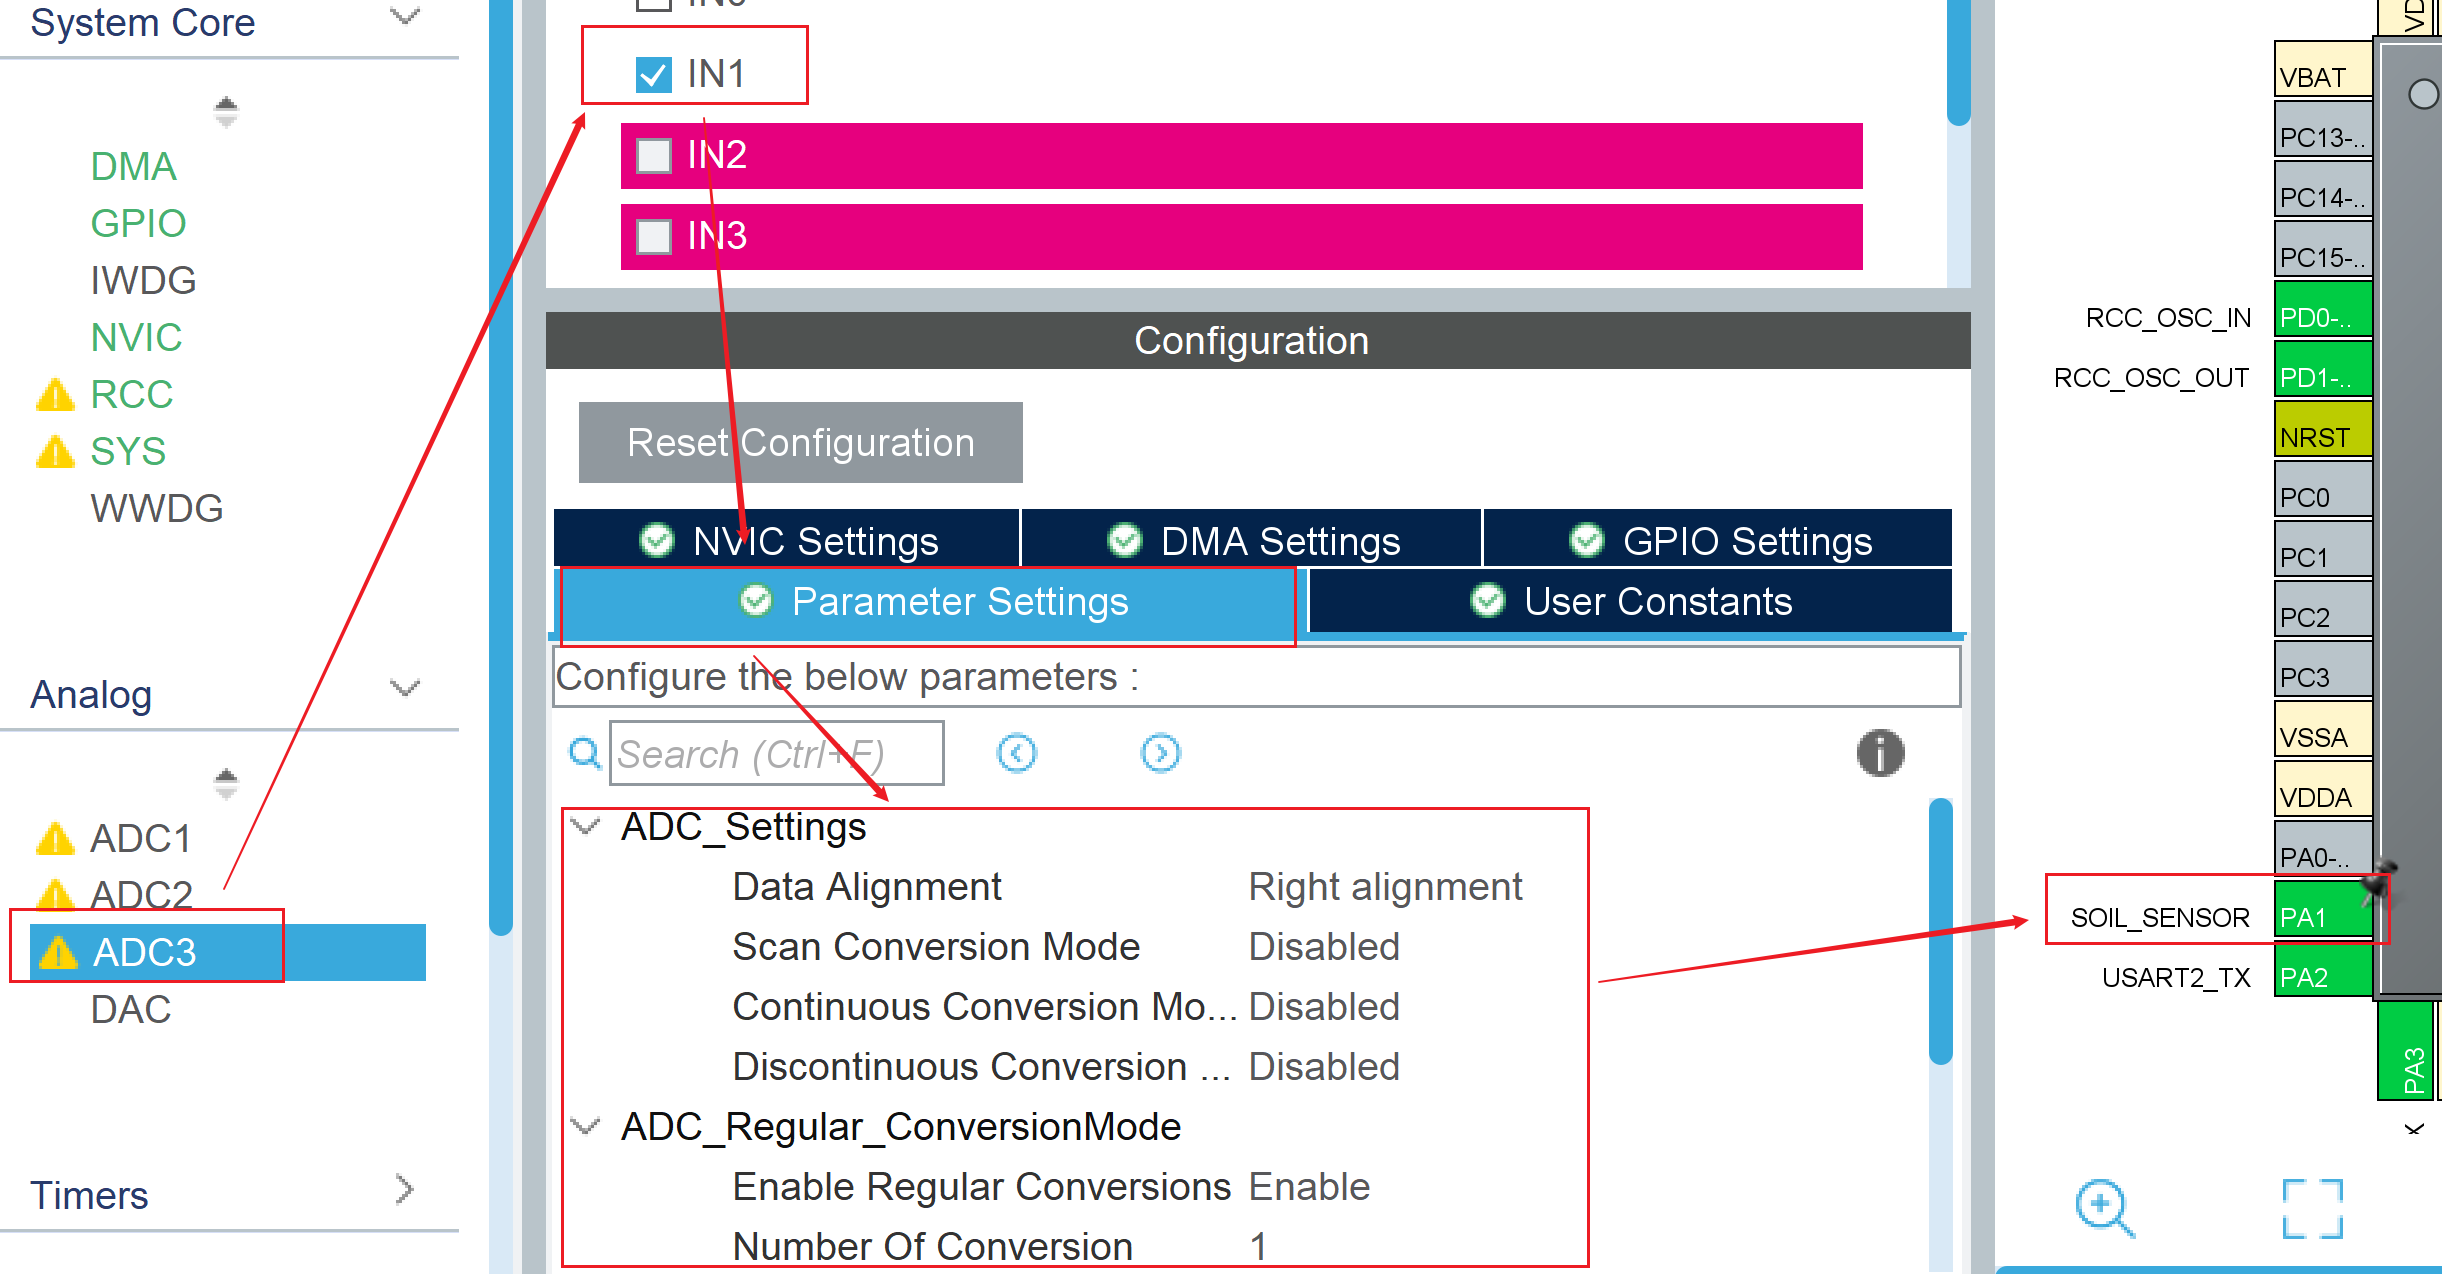 System Core
DMA
GPIO
IWDG
NVIC
RCC
SYS
WWDG
Analog
ADC1
ADC2
ADC3
DAC
Timers
IN1
IN2
IN3
Configuration
Reset Configuration
NVIC Settings
DMA Settings
GPIO Settings
Parameter Settings
User Constants
Configure the below parameters :
Search (Ctrl+F)
ADC_Settings
Data Alignment Right alignment
Scan Conversion Mode Disabled
Continuous Conversion Mo... Disabled
Discontinuous Conversion ... Disabled
ADC_Regular_ConversionMode
Enable Regular Conversions Enable
Number Of Conversion 1
VBAT
PC13-..
PC14-..
PC15-..
RCC_OSC_IN PD0-..
RCC_OSC_OUT PD1-..
NRST
PC0
PC1
PC2
PC3
VSSA
VDDA
PA0-..
SOIL_SENSOR PA1
USART2_TX PA2
PA3